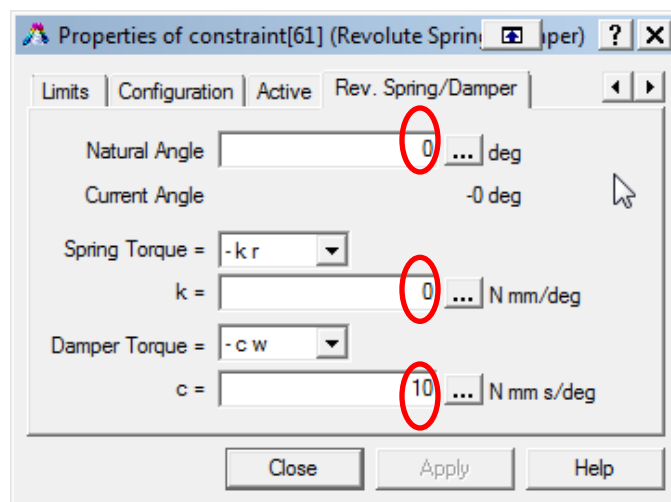 Properties of constraint[61] (Revolute Sprin per) ? X
Limits Configuration Active Rev. Spring/Damper
Natural Angle 0 ... deg
Current Angle -0 deg
Spring Torque = -k r
k = 0 ... N mm/deg
Damper Torque = -c w
c = 10 ... N mm s/deg
Close Apply Help